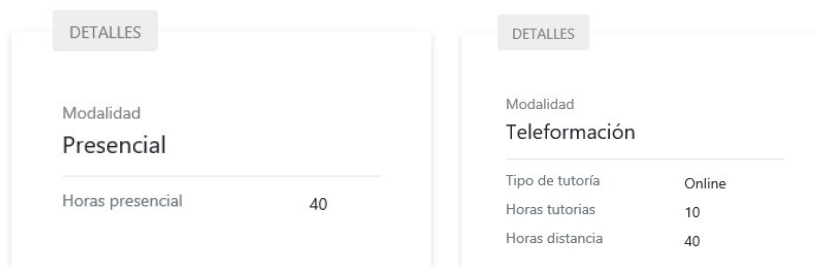 DETALLES
Modalidad
Presencial
Horas presencial 40
DETALLES
Modalidad
Teleformación
Tipo de tutoría Online
Horas tutorias 10
Horas distancia 40